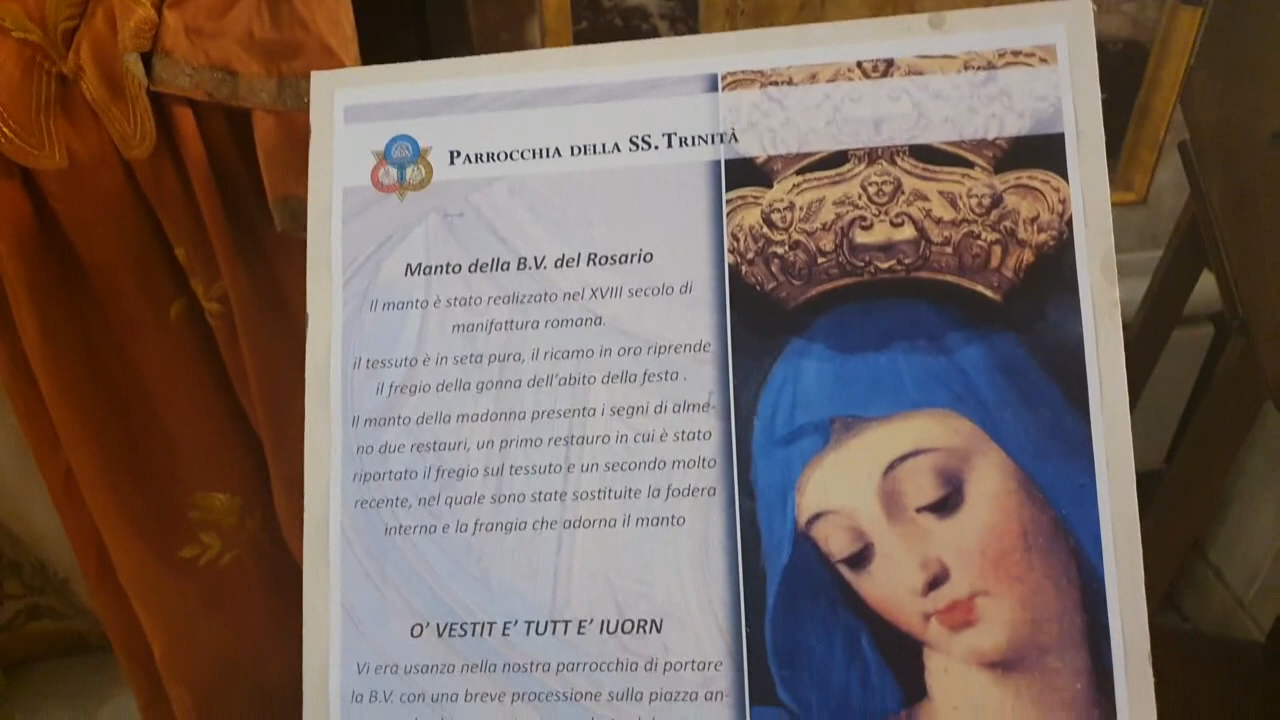 PARROCCHIA DELLA SS. TRINITÀ
Manto della B.V. del Rosario
Il manto è stato realizzato nel XVIII secolo di
manifattura romana.
il tessuto è in seta pura, il ricamo in oro riprende
il fregio della gonna dell'abito della festa .
Il manto della madonna presenta i segni di alme-
no due restauri, un primo restauro in cui è stato
riportato il fregio sul tessuto e un secondo molto
recente, nel quale sono state sostituite la fodera
interna e la frangia che adorna il manto
O' VESTIT E' TUTT E' IUORN
Vi era usanza nella nostra parrocchia di portare
la B.V. con una breve processione sulla piazza an-